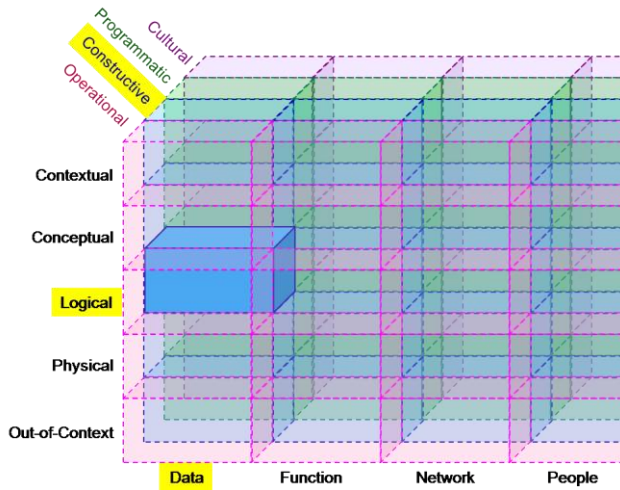 Cultural
Programmatic
Constructive
Operational
Contextual
Conceptual
Logical
Physical
Out-of-Context
Data
Function
Network
People